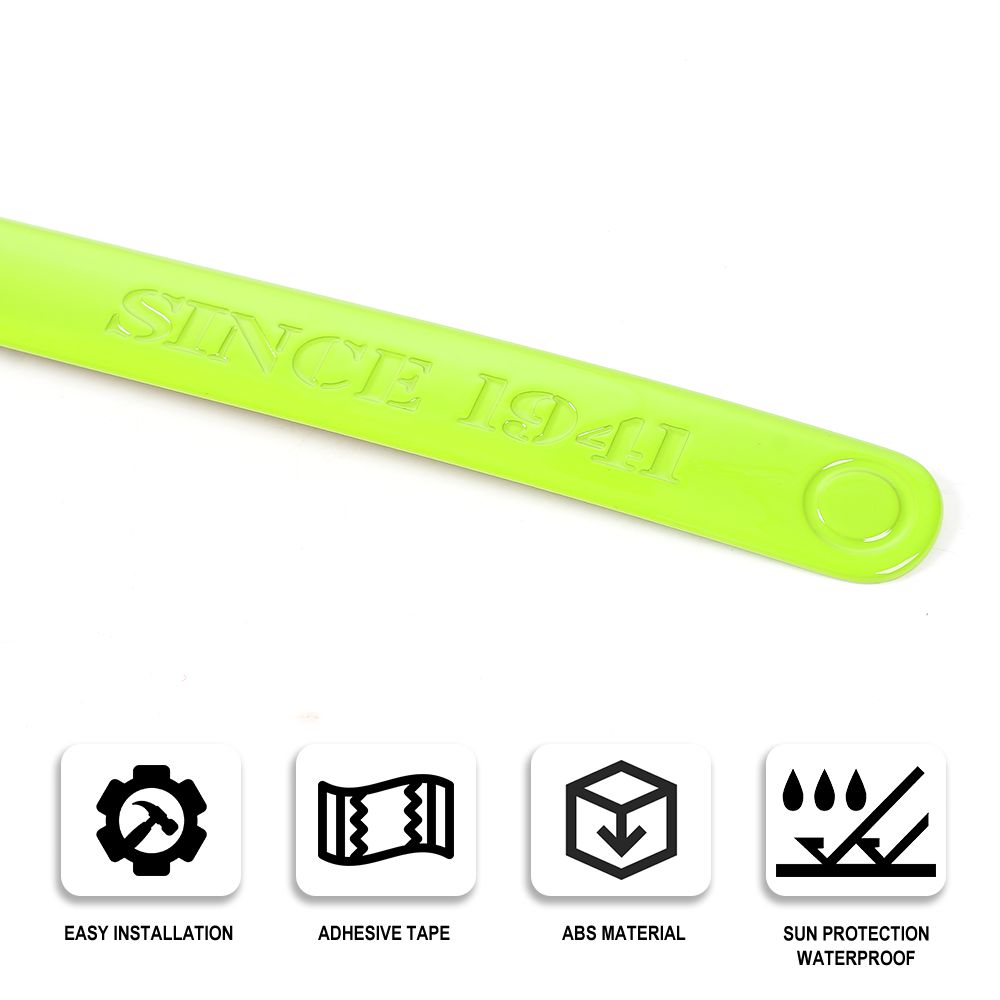 SINCE 1941
EASY INSTALLATION
ADHESIVE TAPE
ABS MATERIAL
SUN PROTECTION
WATERPROOF